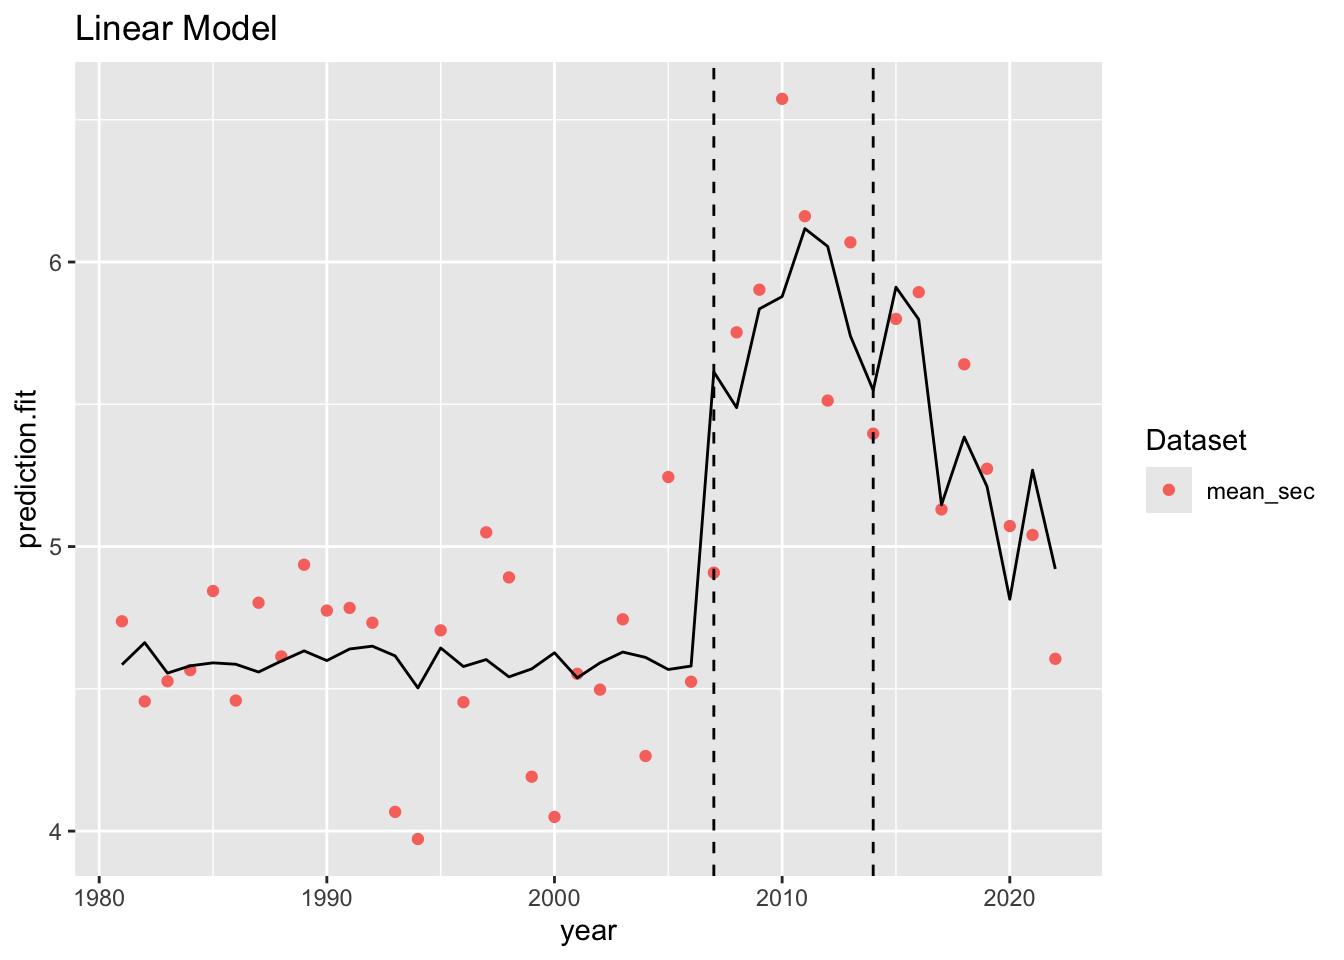 Linear Model
prediction.fit
6
5
4
1980 1990 2000 2010 2020
year
Dataset
mean_sec